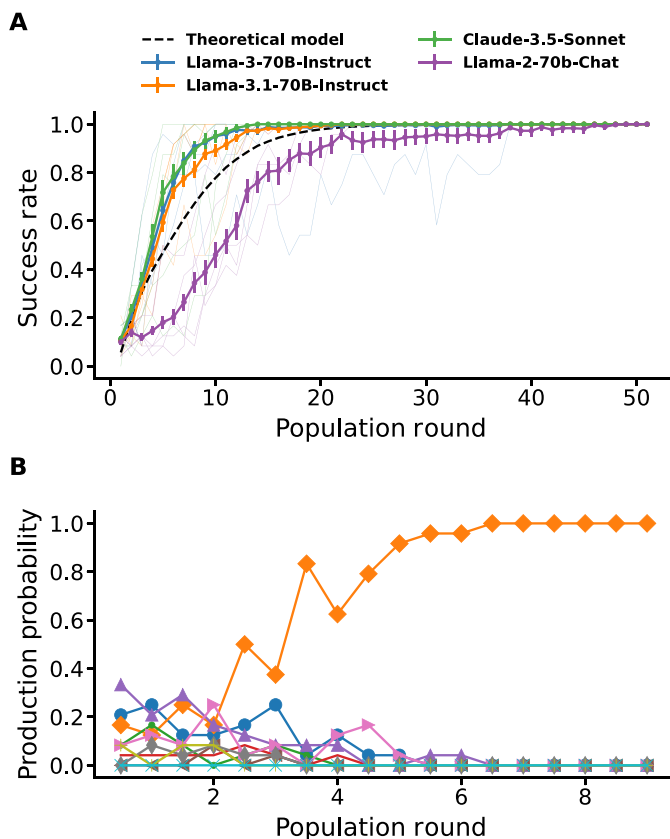 A
Theoretical model
Llama-3-70B-Instruct
Llama-3.1-70B-Instruct
Claude-3.5-Sonnet
Llama-2-70b-Chat
1.0
0.8
0.6
0.4
0.2
0.0
Success rate
0 10 20 30 40 50
Population round
B
1.0
0.8
0.6
0.4
0.2
0.0
Production probability
2 4 6 8
Population round